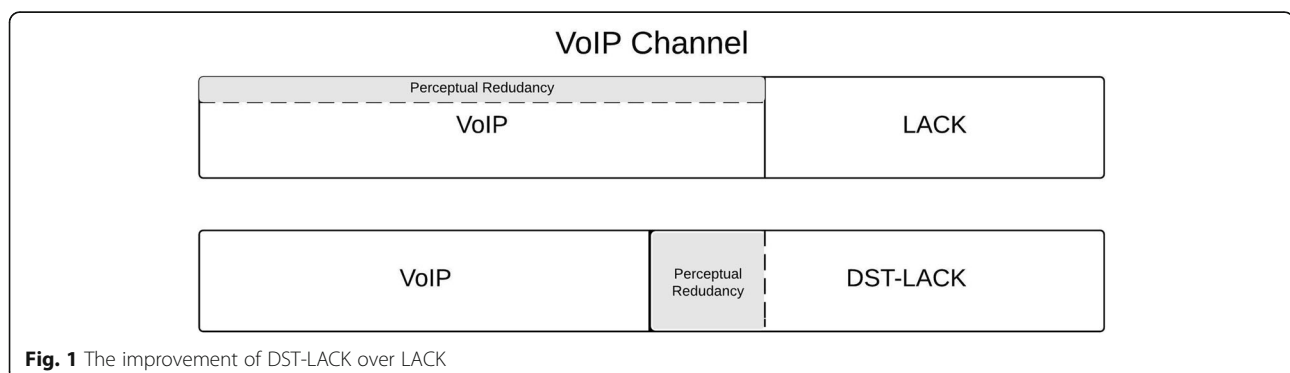 VoIP Channel
Perceptual Redudancy
VoIP
LACK
VoIP
Perceptual
Redudancy
DST-LACK
Fig. 1 The improvement of DST-LACK over LACK